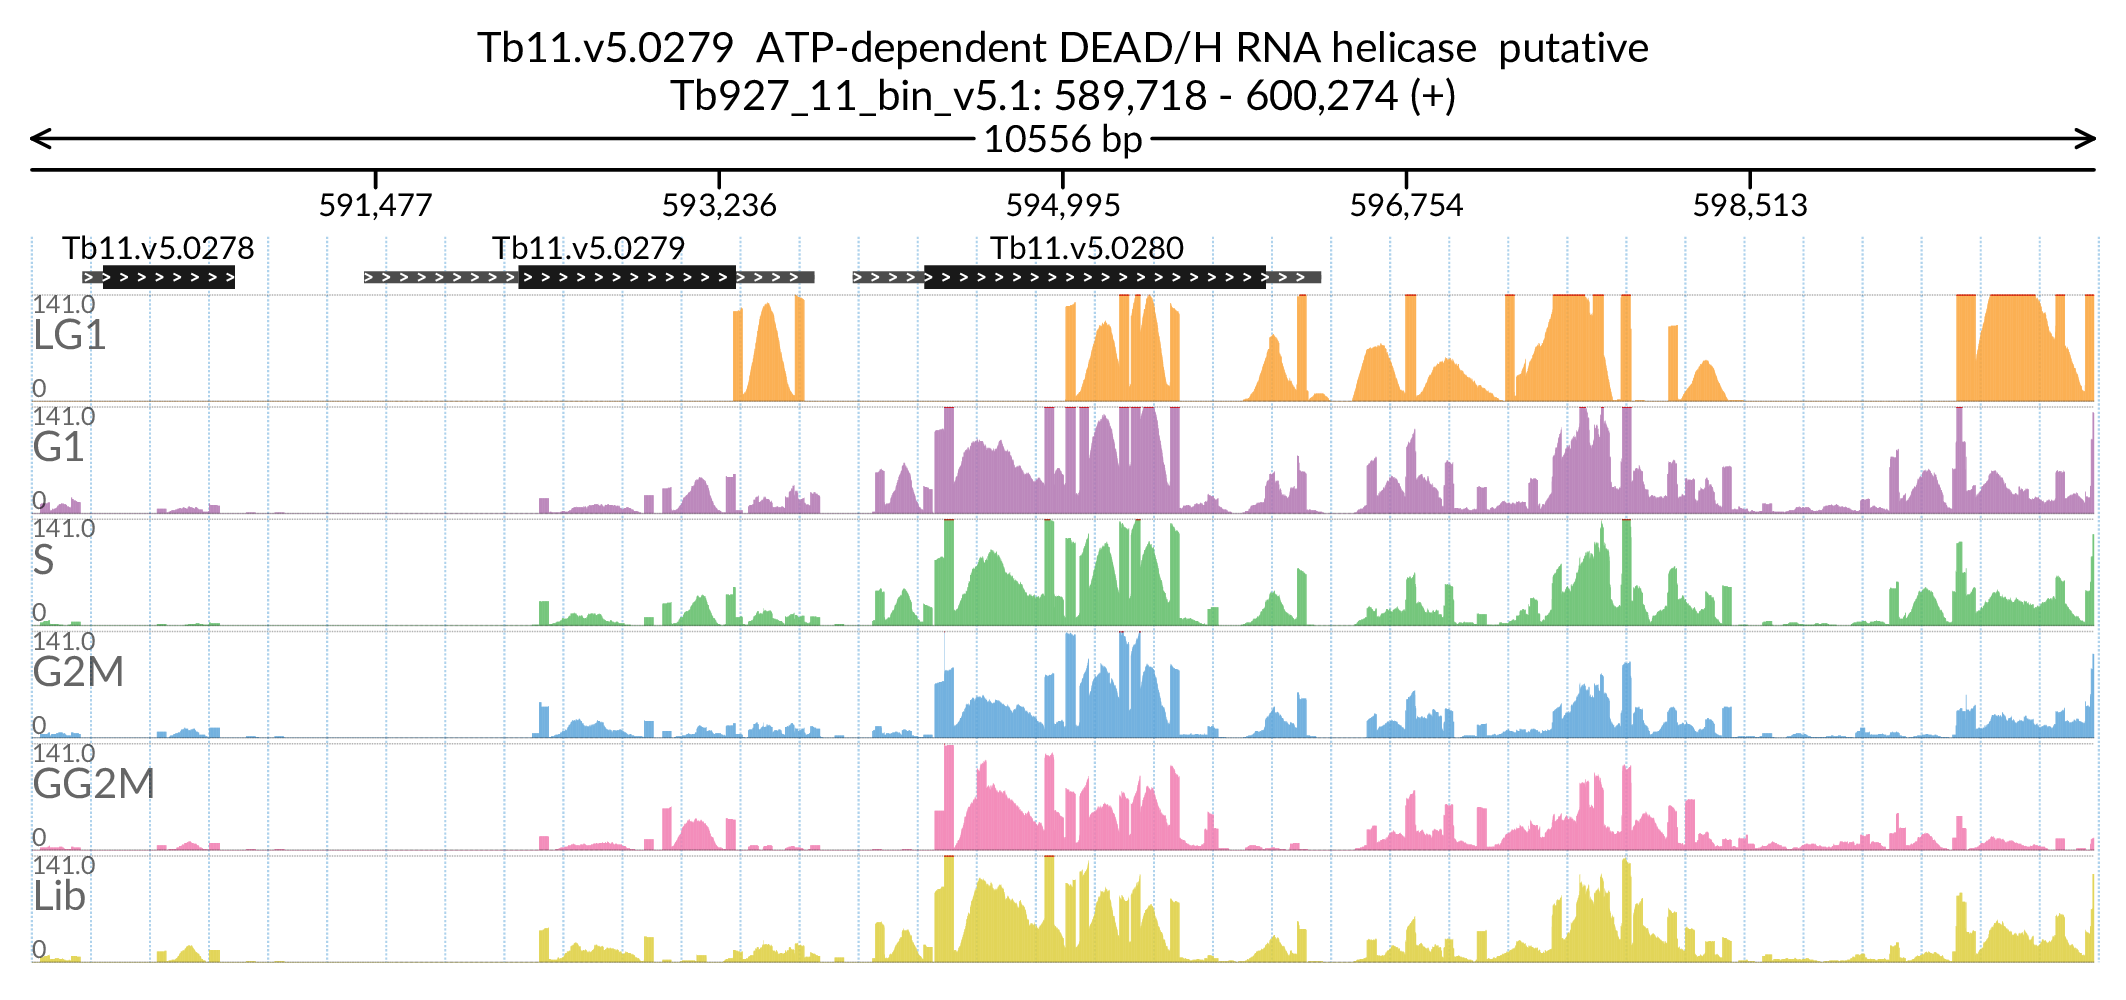 Tb11.v5.0279 ATP-dependent DEAD/H RNA helicase putative
Tb927_11_bin_v5.1: 589,718 - 600,274 (+)
10556 bp
591,477 593,236 594,995 596,754 598,513
Tb11.v5.0278 Tb11.v5.0279 Tb11.v5.0280
141.0
LG1
0
141.0
G1
0
141.0
S
0
141.0
G2M
0
141.0
GG2M
0
141.0
Lib
0